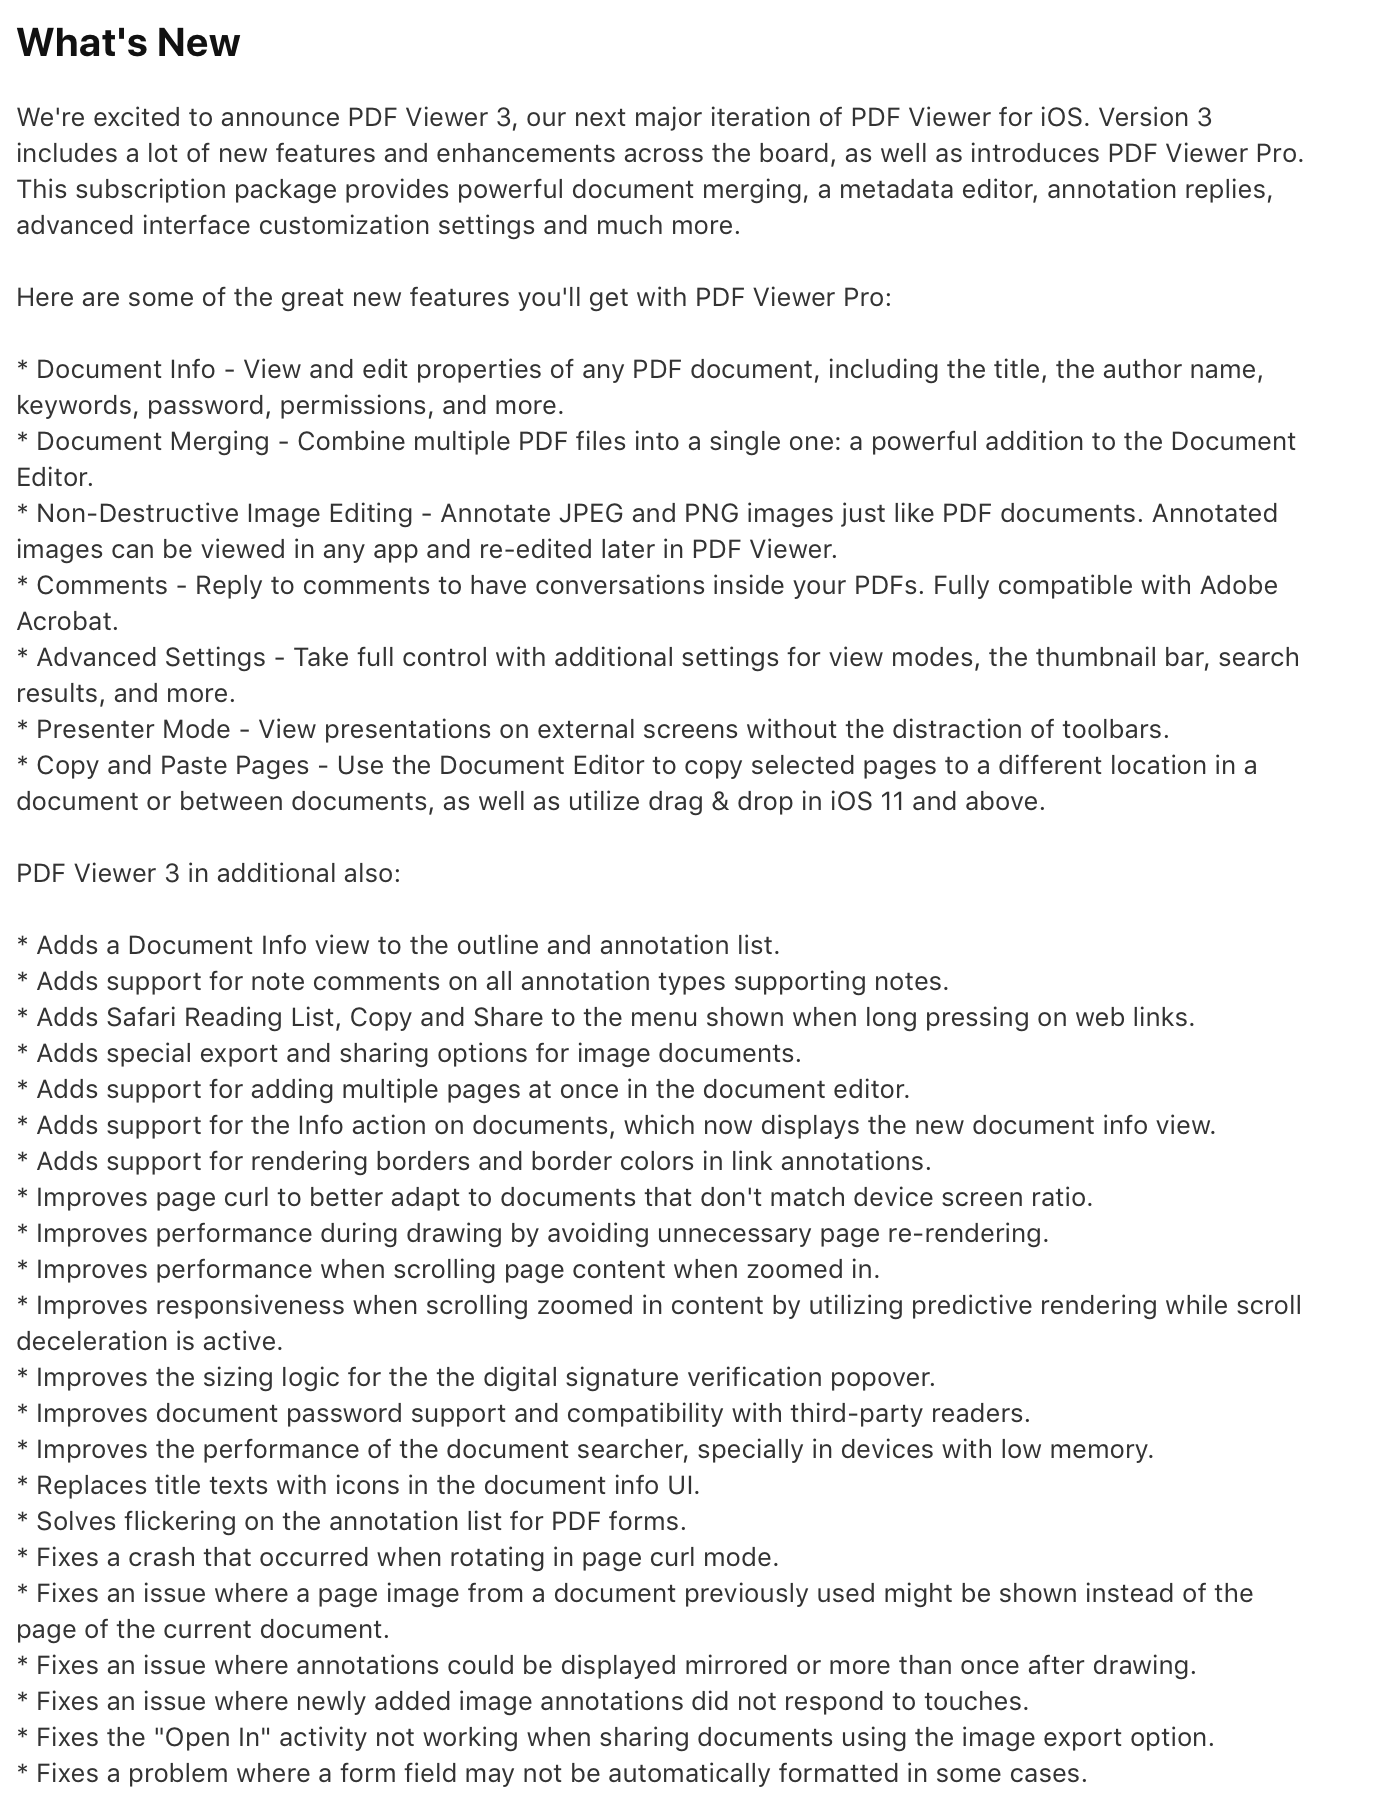 What's New
We're excited to announce PDF Viewer 3, our next major iteration of PDF Viewer for iOS. Version 3
includes a lot of new features and enhancements across the board, as well as introduces PDF Viewer Pro.
This subscription package provides powerful document merging, a metadata editor, annotation replies,
advanced interface customization settings and much more.
Here are some of the great new features you'll get with PDF Viewer Pro:
* Document Info - View and edit properties of any PDF document, including the title, the author name,
keywords, password, permissions, and more.
* Document Merging - Combine multiple PDF files into a single one: a powerful addition to the Document
Editor.
* Non-Destructive Image Editing - Annotate JPEG and PNG images just like PDF documents. Annotated
images can be viewed in any app and re-edited later in PDF Viewer.
* Comments - Reply to comments to have conversations inside your PDFs. Fully compatible with Adobe
Acrobat.
* Advanced Settings - Take full control with additional settings for view modes, the thumbnail bar, search
results, and more.
* Presenter Mode - View presentations on external screens without the distraction of toolbars.
* Copy and Paste Pages - Use the Document Editor to copy selected pages to a different location in a
document or between documents, as well as utilize drag & drop in iOS 11 and above.
PDF Viewer 3 in additional also:
* Adds a Document Info view to the outline and annotation list.
* Adds support for note comments on all annotation types supporting notes.
* Adds Safari Reading List, Copy and Share to the menu shown when long pressing on web links.
* Adds special export and sharing options for image documents.
* Adds support for adding multiple pages at once in the document editor.
* Adds support for the Info action on documents, which now displays the new document info view.
* Adds support for rendering borders and border colors in link annotations.
* Improves page curl to better adapt to documents that don't match device screen ratio.
* Improves performance during drawing by avoiding unnecessary page re-rendering.
* Improves performance when scrolling page content when zoomed in.
* Improves responsiveness when scrolling zoomed in content by utilizing predictive rendering while scroll
deceleration is active.
* Improves the sizing logic for the the digital signature verification popover.
* Improves document password support and compatibility with third-party readers.
* Improves the performance of the document searcher, specially in devices with low memory.
* Replaces title texts with icons in the document info UI.
* Solves flickering on the annotation list for PDF forms.
* Fixes a crash that occurred when rotating in page curl mode.
* Fixes an issue where a page image from a document previously used might be shown instead of the
page of the current document.
* Fixes an issue where annotations could be displayed mirrored or more than once after drawing.
* Fixes an issue where newly added image annotations did not respond to touches.
* Fixes the "Open In" activity not working when sharing documents using the image export option.
* Fixes a problem where a form field may not be automatically formatted in some cases.